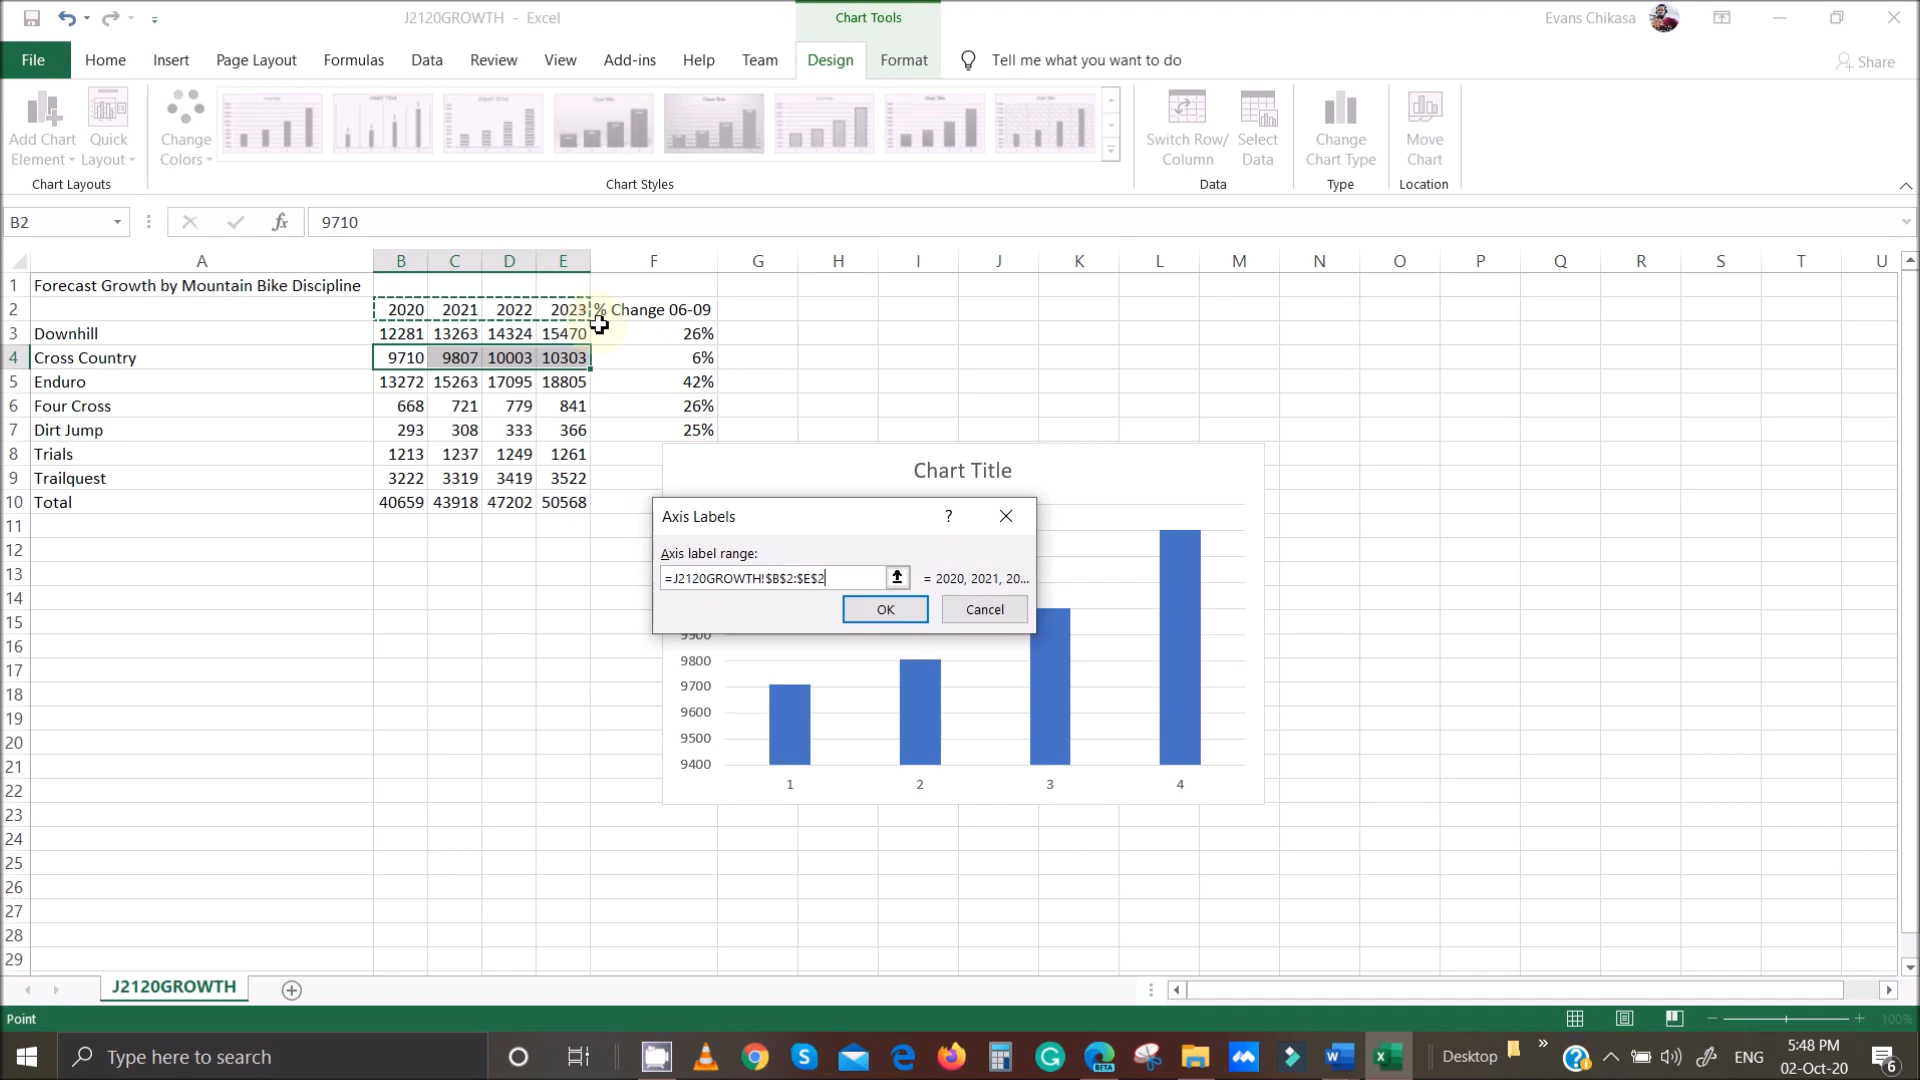 J2120GROWTH - Excel
Chart Tools
Evans Chikasa
File Home Insert Page Layout Formulas Data Review View Add-ins Help Team Design Format Tell me what you want to do Share
Add Chart Element
Quick Layout
Change Colors
Switch Row/ Column
Select Data
Change Chart Type
Move Chart
Chart Layouts Chart Styles Data Type Location
B2 fx 9710
A B C D E F G H I J K L M N O P Q R S T U
1 Forecast Growth by Mountain Bike Discipline
2 2020 2021 2022 2023 % Change 06-09
3 Downhill 12281 13263 14324 15470 26%
4 Cross Country 9710 9807 10003 10303 6%
5 Enduro 13272 15263 17095 18805 42%
6 Four Cross 668 721 779 841 26%
7 Dirt Jump 293 308 333 366 25%
8 Trials 1213 1237 1249 1261
9 Trailquest 3222 3319 3419 3522
10 Total 40659 43918 47202 50568
11
12
13
14
15
16
17
18
19
20
21
22
23
24
25
26
27
28
29
Chart Title
Axis Labels ?
Axis label range:
=J2120GROWTH!$B$2:$E$2 = 2020, 2021, 20...
OK Cancel
9900
9800
9700
9600
9500
9400
1 2 3 4
J2120GROWTH
Point 100%
Type here to search
BETA
Desktop
ENG
5:48 PM
02-Oct-20
6